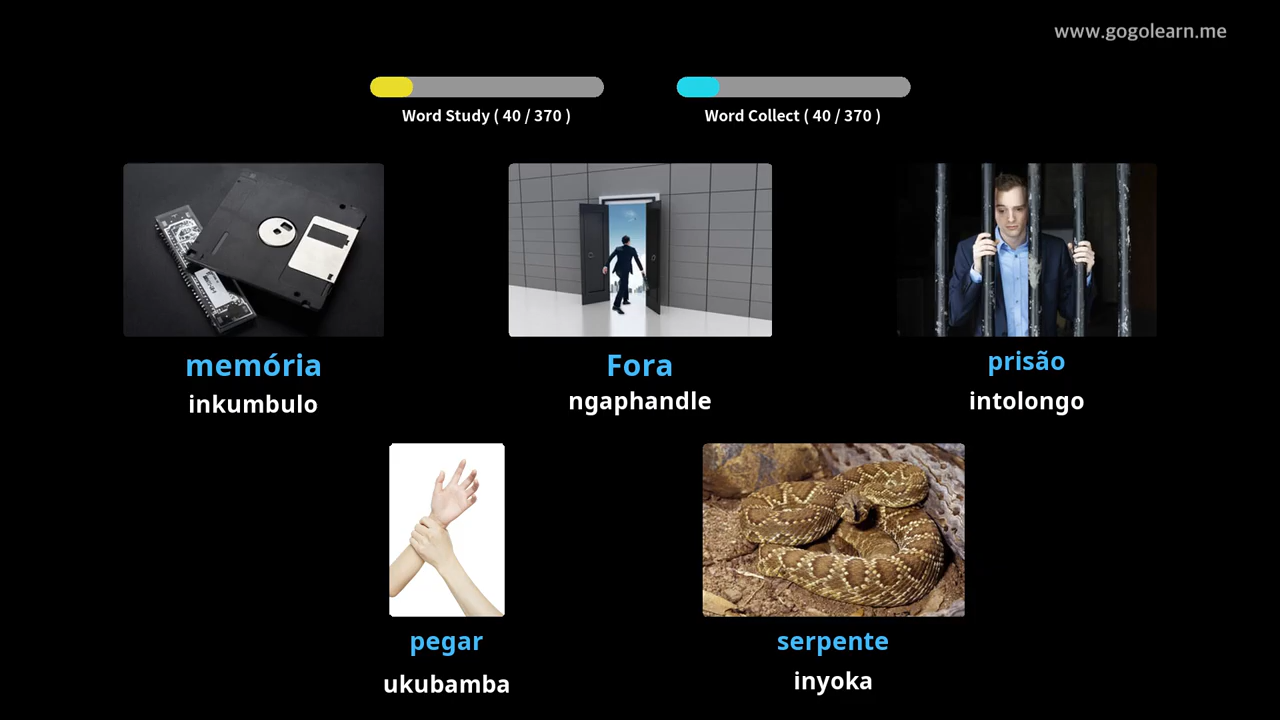 www.gogolearn.me
Word Study ( 40 / 370 )
Word Collect ( 40 / 370 )
memória
inkumbulo
Fora
ngaphandle
prisão
intolongo
pegar
ukubamba
serpente
inyoka